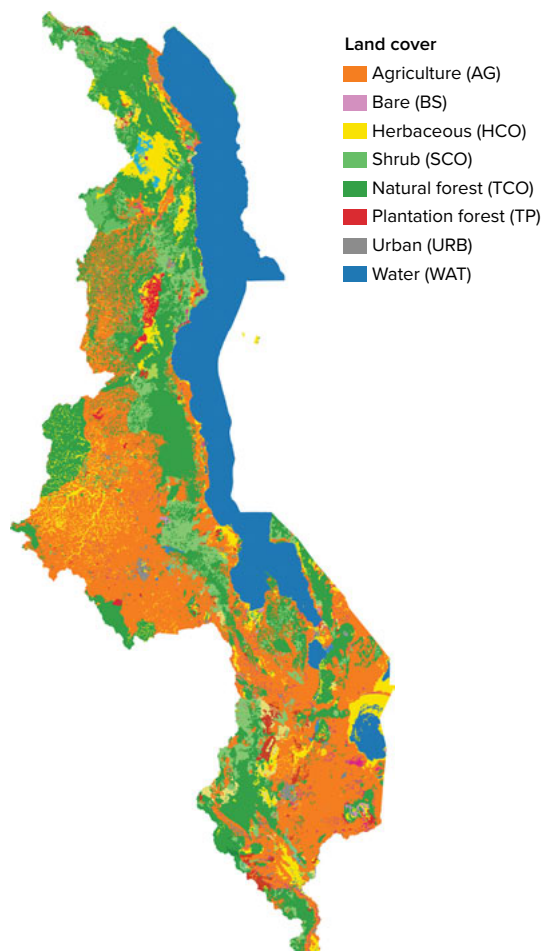 Land cover
Agriculture (AG)
Bare (BS)
Herbaceous (HCO)
Shrub (SCO)
Natural forest (TCO)
Plantation forest (TP)
Urban (URB)
Water (WAT)